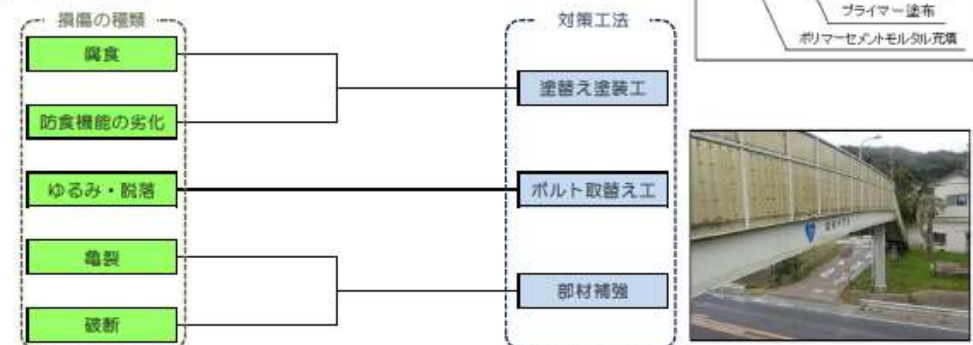 損傷の種類
腐食
防食機能の劣化
ゆるみ・脱落
亀裂
破断
対策工法
塗替え塗装工
ボルト取替え工
部材補強
プライマー塗布
ポリマーセメントモルタル充填